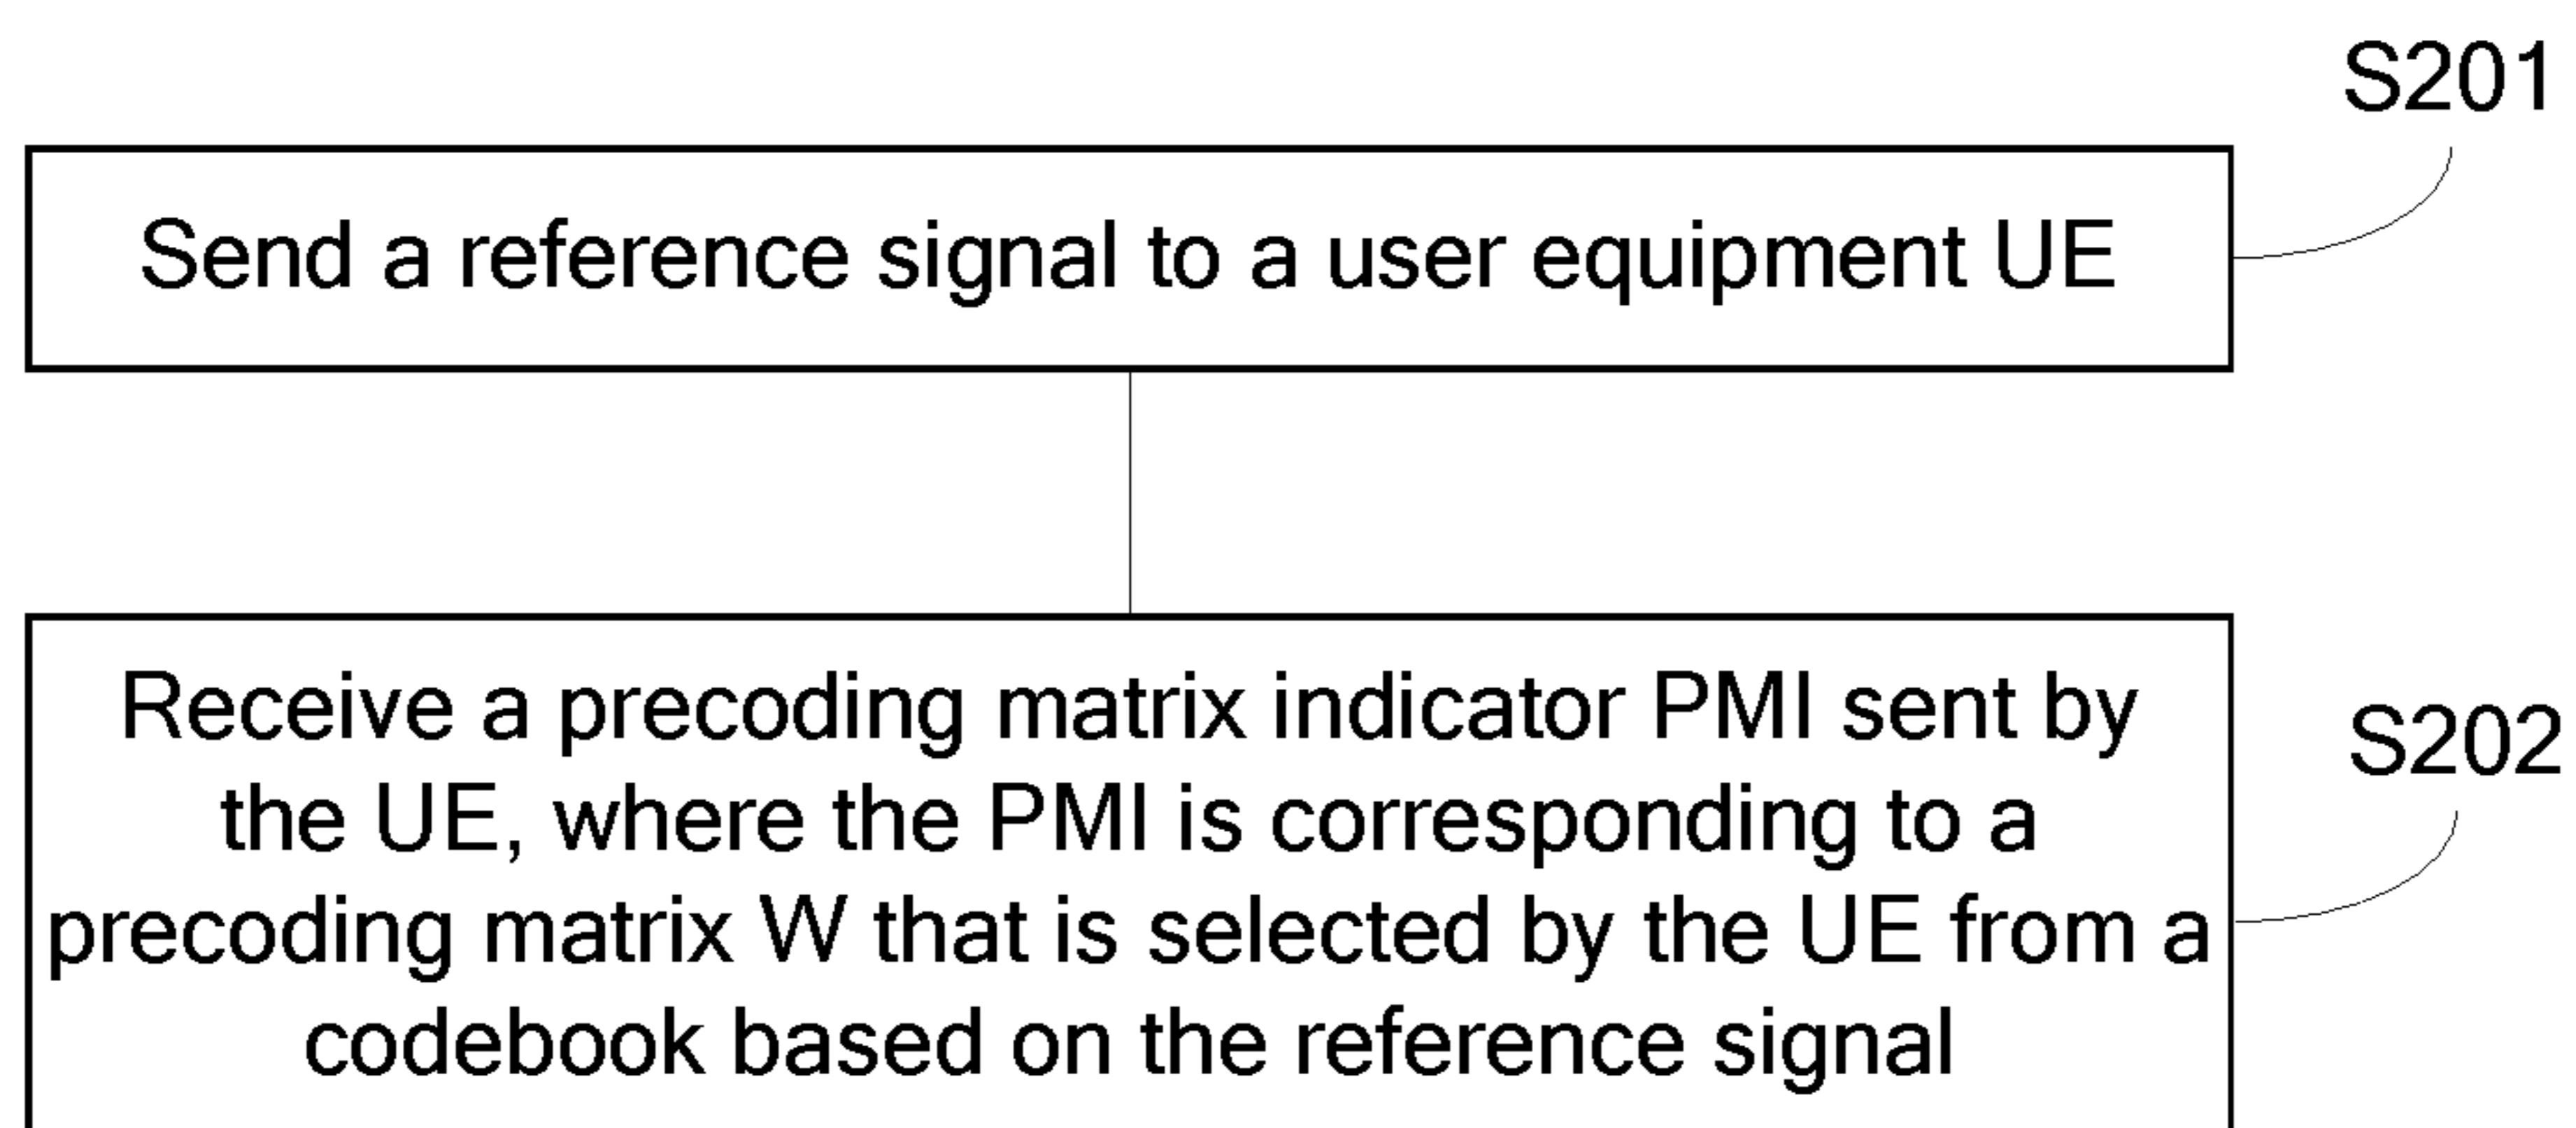 S201
Send a reference signal to a user equipment UE
Receive a precoding matrix indicator PMI sent by
the UE, where the PMI is corresponding to a
precoding matrix W that is selected by the UE from a
codebook based on the reference signal
S202